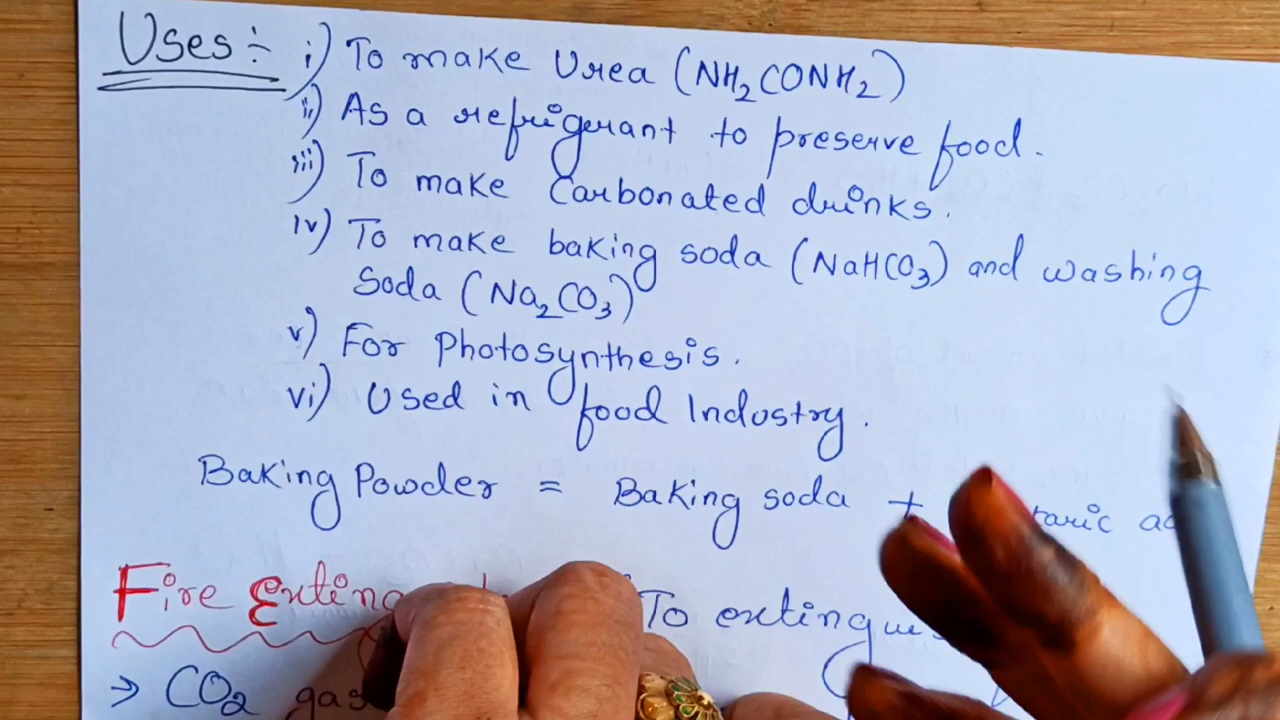 Uses ÷ i) To make Urea (NH₂CONH₂)
ii) As a refrigerant to preserve food.
iii) To make Carbonated drinks.
iv) To make baking soda (NaHCO₃) and washing
Soda (Na₂CO₃)
v) For Photosynthesis.
vi) Used in food Industry.
Baking Powder = Baking soda +
Fire To
→ CO₂ gas